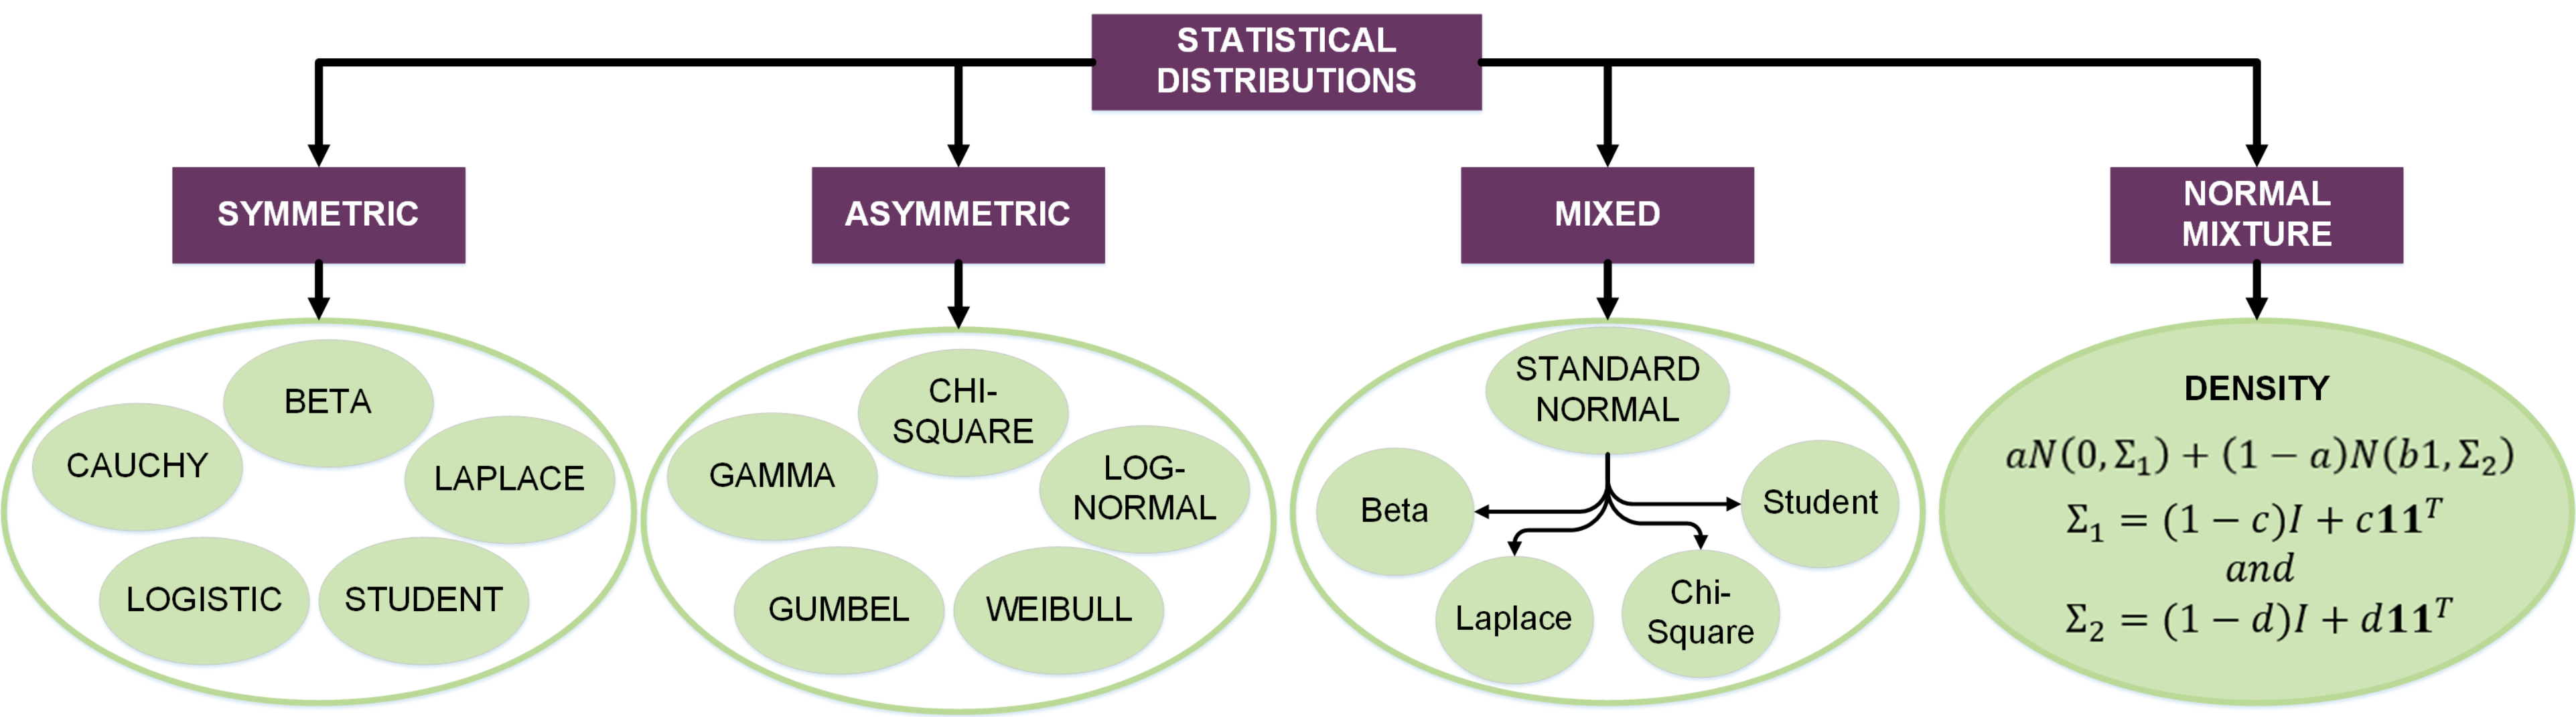 STATISTICAL
DISTRIBUTIONS
SYMMETRIC
ASYMMETRIC
MIXED
NORMAL
MIXTURE
BETA
CAUCHY
LAPLACE
LOGISTIC
STUDENT
CHI-
SQUARE
GAMMA
LOG-
NORMAL
GUMBEL
WEIBULL
STANDARD
NORMAL
Beta
Student
Laplace
Chi-
Square
DENSITY
aN(0, Σ₁) + (1 − a)N(b1, Σ₂)
Σ₁ = (1 − c)I + c𝟏𝟏ᵀ
and
Σ₂ = (1 − d)I + d𝟏𝟏ᵀ